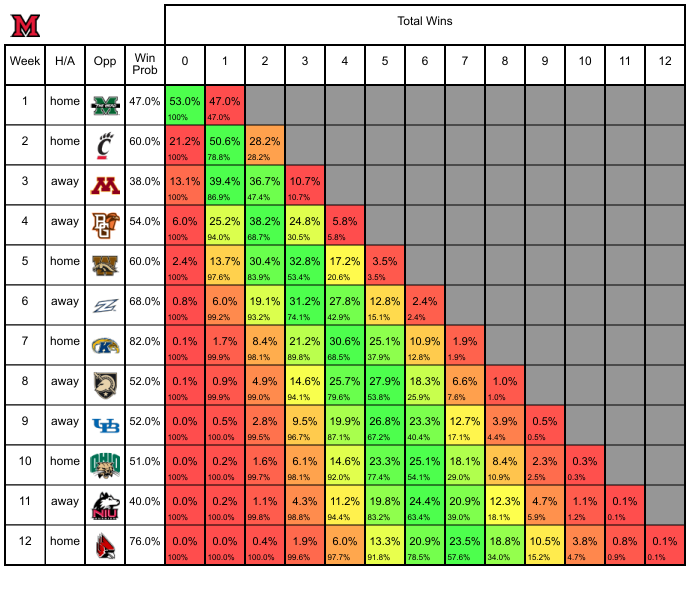 M
Total Wins
Week H/A Opp Win Prob 0 1 2 3 4 5 6 7 8 9 10 11 12
1 home M THE HERD 47.0% 53.0% 47.0%
100% 47.0%
2 home C 60.0% 21.2% 50.6% 28.2%
100% 78.8% 28.2%
3 away M 38.0% 13.1% 39.4% 36.7% 10.7%
100% 86.9% 47.4% 10.7%
4 away BG 54.0% 6.0% 25.2% 38.2% 24.8% 5.8%
100% 94.0% 68.7% 30.5% 5.8%
5 home W 60.0% 2.4% 13.7% 30.4% 32.8% 17.2% 3.5%
100% 97.6% 83.9% 53.4% 20.6% 3.5%
6 away Z 68.0% 0.8% 6.0% 19.1% 31.2% 27.8% 12.8% 2.4%
100% 99.2% 93.2% 74.1% 42.9% 15.1% 2.4%
7 home K 82.0% 0.1% 1.7% 8.4% 21.2% 30.6% 25.1% 10.9% 1.9%
100% 99.9% 98.1% 89.8% 68.5% 37.9% 12.8% 1.9%
8 away 52.0% 0.1% 0.9% 4.9% 14.6% 25.7% 27.9% 18.3% 6.6% 1.0%
100% 99.9% 99.0% 94.1% 79.6% 53.8% 25.9% 7.6% 1.0%
9 away UB 52.0% 0.0% 0.5% 2.8% 9.5% 19.9% 26.8% 23.3% 12.7% 3.9% 0.5%
100% 100.0% 99.5% 96.7% 87.1% 67.2% 40.4% 17.1% 4.4% 0.5%
10 home OHIO 51.0% 0.0% 0.2% 1.6% 6.1% 14.6% 23.3% 25.1% 18.1% 8.4% 2.3% 0.3%
100% 100.0% 99.7% 98.1% 92.0% 77.4% 54.1% 29.0% 10.9% 2.5% 0.3%
11 away NIU 40.0% 0.0% 0.2% 1.1% 4.3% 11.2% 19.8% 24.4% 20.9% 12.3% 4.7% 1.1% 0.1%
100% 100.0% 99.8% 98.8% 94.4% 83.2% 63.4% 39.0% 18.1% 5.9% 1.2% 0.1%
12 home 76.0% 0.0% 0.0% 0.4% 1.9% 6.0% 13.3% 20.9% 23.5% 18.8% 10.5% 3.8% 0.8% 0.1%
100% 100.0% 100.0% 99.6% 97.7% 91.8% 78.5% 57.6% 34.0% 15.2% 4.7% 0.9% 0.1%